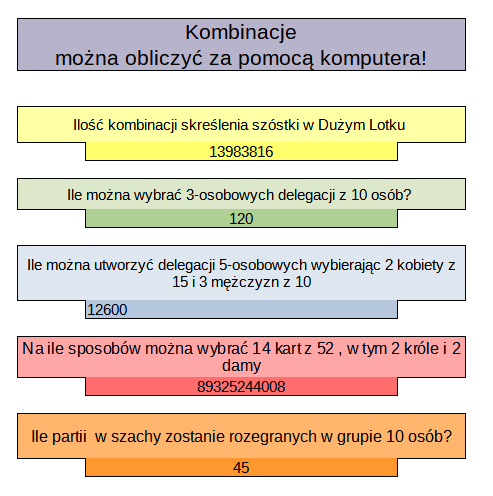 Kombinacje
można obliczyć za pomocą komputera!
Ilość kombinacji skreślenia szóstki w Dużym Lotku
13983816
Ile można wybrać 3-osobowych delegacji z 10 osób?
120
Ile można utworzyć delegacji 5-osobowych wybierając 2 kobiety z
15 i 3 mężczyzn z 10
12600
Na ile sposobów można wybrać 14 kart z 52 , w tym 2 króle i 2
damy
89325244008
Ile partii w szachy zostanie rozegranych w grupie 10 osób?
45